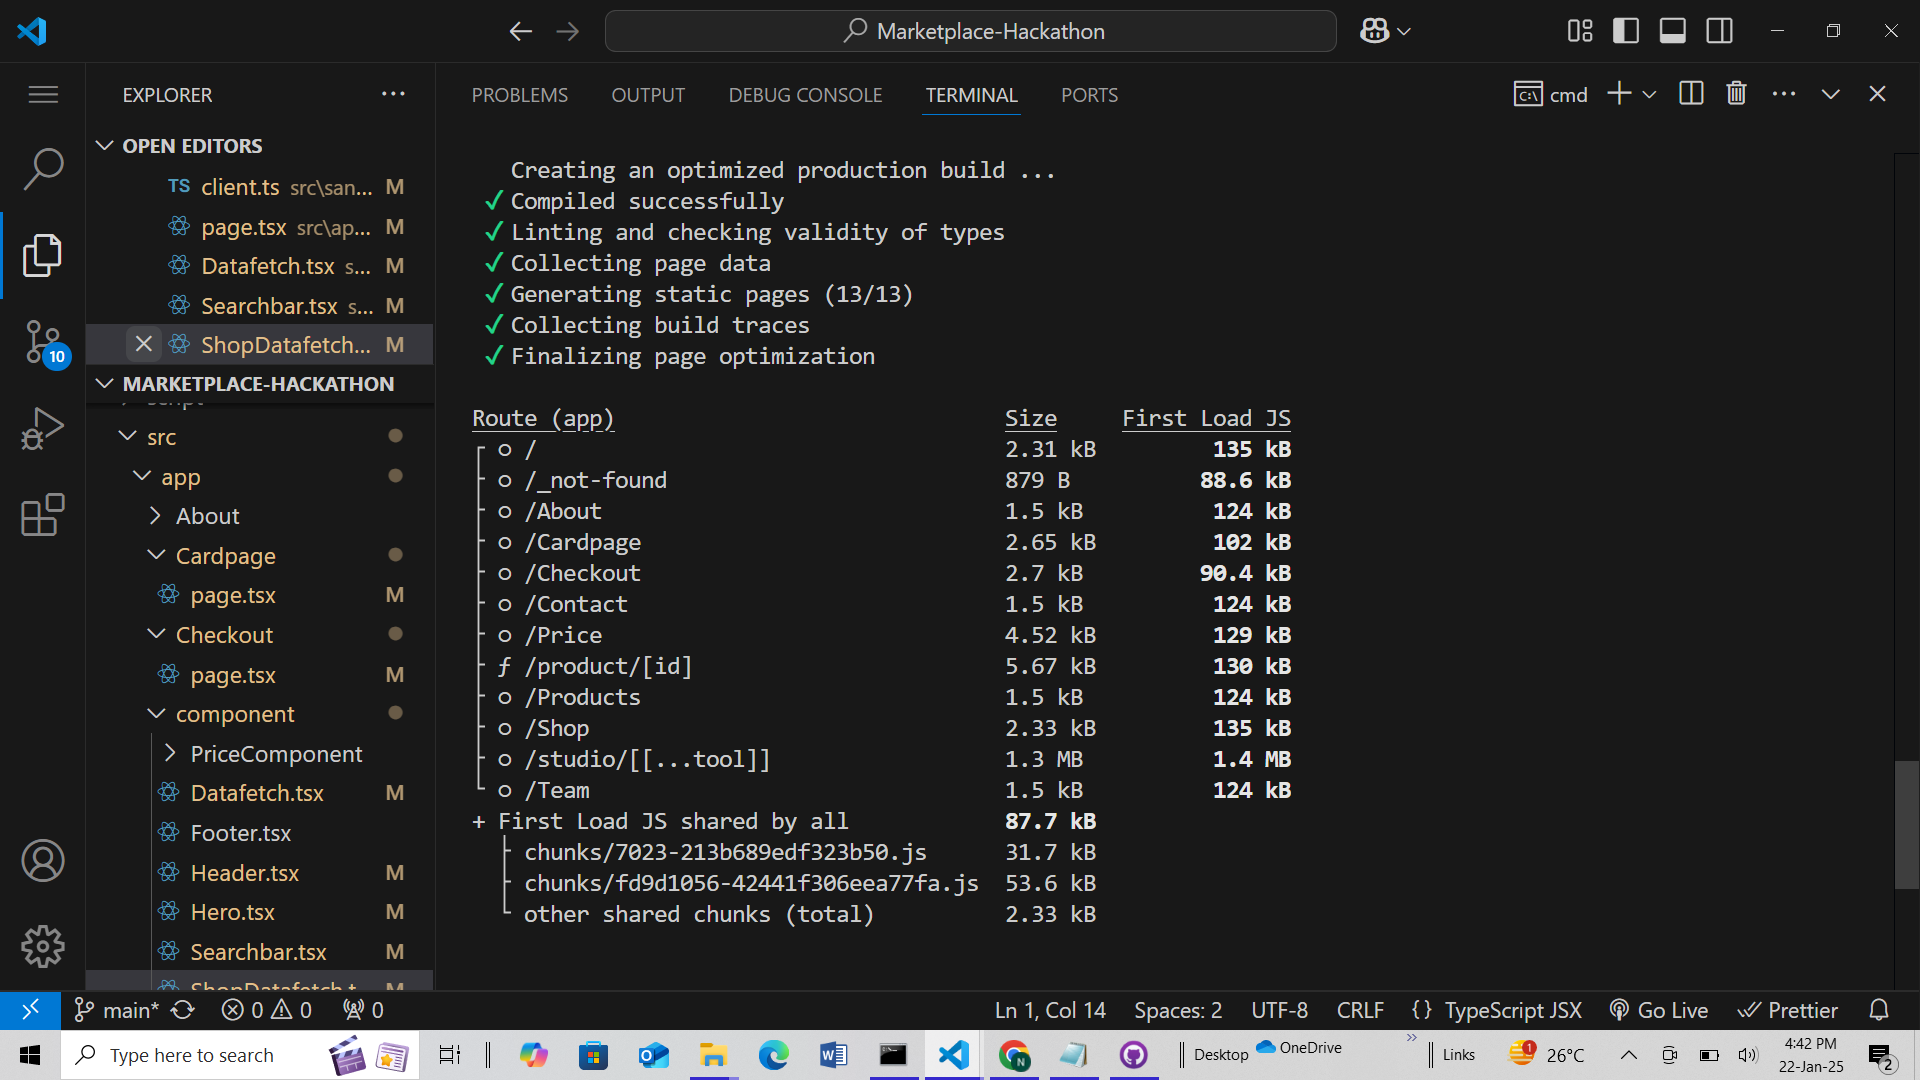 Marketplace-Hackathon
EXPLORER
PROBLEMS OUTPUT DEBUG CONSOLE TERMINAL PORTS
cmd
OPEN EDITORS
TS client.ts src\san... M
page.tsx src\ap... M
Datafetch.tsx s... M
Searchbar.tsx s... M
ShopDatafetch... M
10
MARKETPLACE-HACKATHON
script
src
app
About
Cardpage
page.tsx M
Checkout
page.tsx M
component
PriceComponent
Datafetch.tsx M
Footer.tsx
Header.tsx M
Hero.tsx M
Searchbar.tsx M
ShopDatafetch.t M
Creating an optimized production build ...
✓ Compiled successfully
✓ Linting and checking validity of types
✓ Collecting page data
✓ Generating static pages (13/13)
✓ Collecting build traces
✓ Finalizing page optimization
Route (app) Size First Load JS
┌ ○ / 2.31 kB 135 kB
├ ○ /_not-found 879 B 88.6 kB
├ ○ /About 1.5 kB 124 kB
├ ○ /Cardpage 2.65 kB 102 kB
├ ○ /Checkout 2.7 kB 90.4 kB
├ ○ /Contact 1.5 kB 124 kB
├ ○ /Price 4.52 kB 129 kB
├ ƒ /product/[id] 5.67 kB 130 kB
├ ○ /Products 1.5 kB 124 kB
├ ○ /Shop 2.33 kB 135 kB
├ ○ /studio/[[...tool]] 1.3 MB 1.4 MB
└ ○ /Team 1.5 kB 124 kB
+ First Load JS shared by all 87.7 kB
├ chunks/7023-213b689edf323b50.js 31.7 kB
├ chunks/fd9d1056-42441f306eea77fa.js 53.6 kB
└ other shared chunks (total) 2.33 kB
main* 0 0 0 Ln 1, Col 14 Spaces: 2 UTF-8 CRLF {} TypeScript JSX Go Live Prettier
Type here to search Desktop OneDrive » Links 1 26°C 4:42 PM
22-Jan-25 2